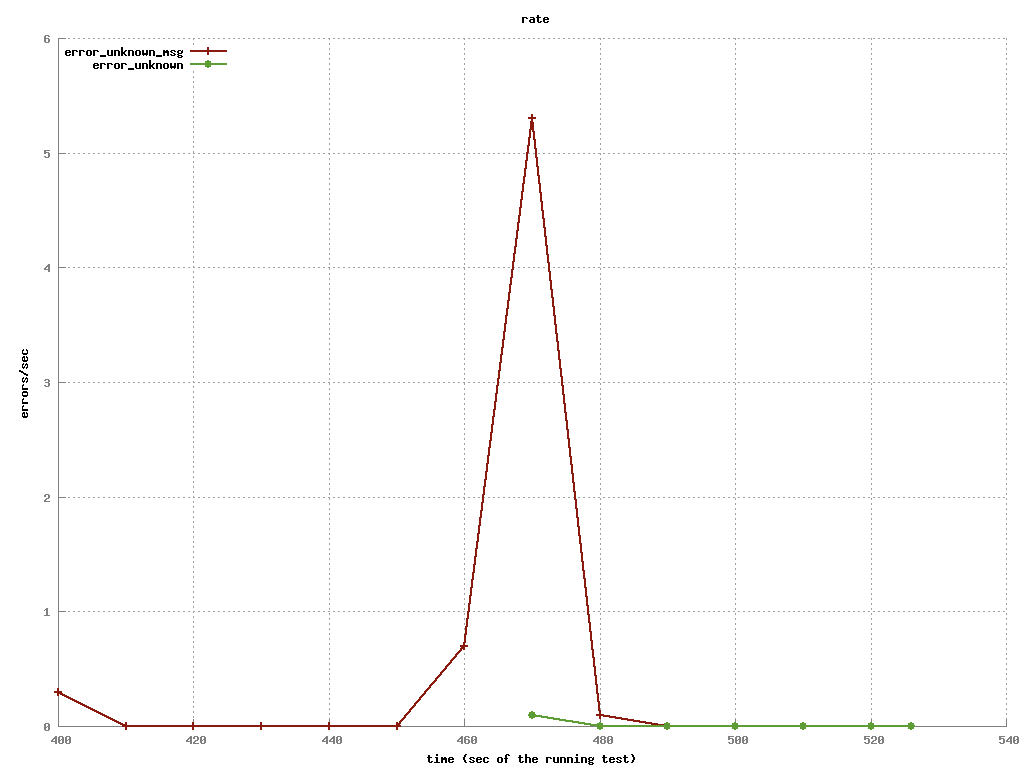 rate
error_unknown_msg
error_unknown
6
5
4
3
2
1
0
errors/sec
400 420 440 460 480 500 520 540
time (sec of the running test)